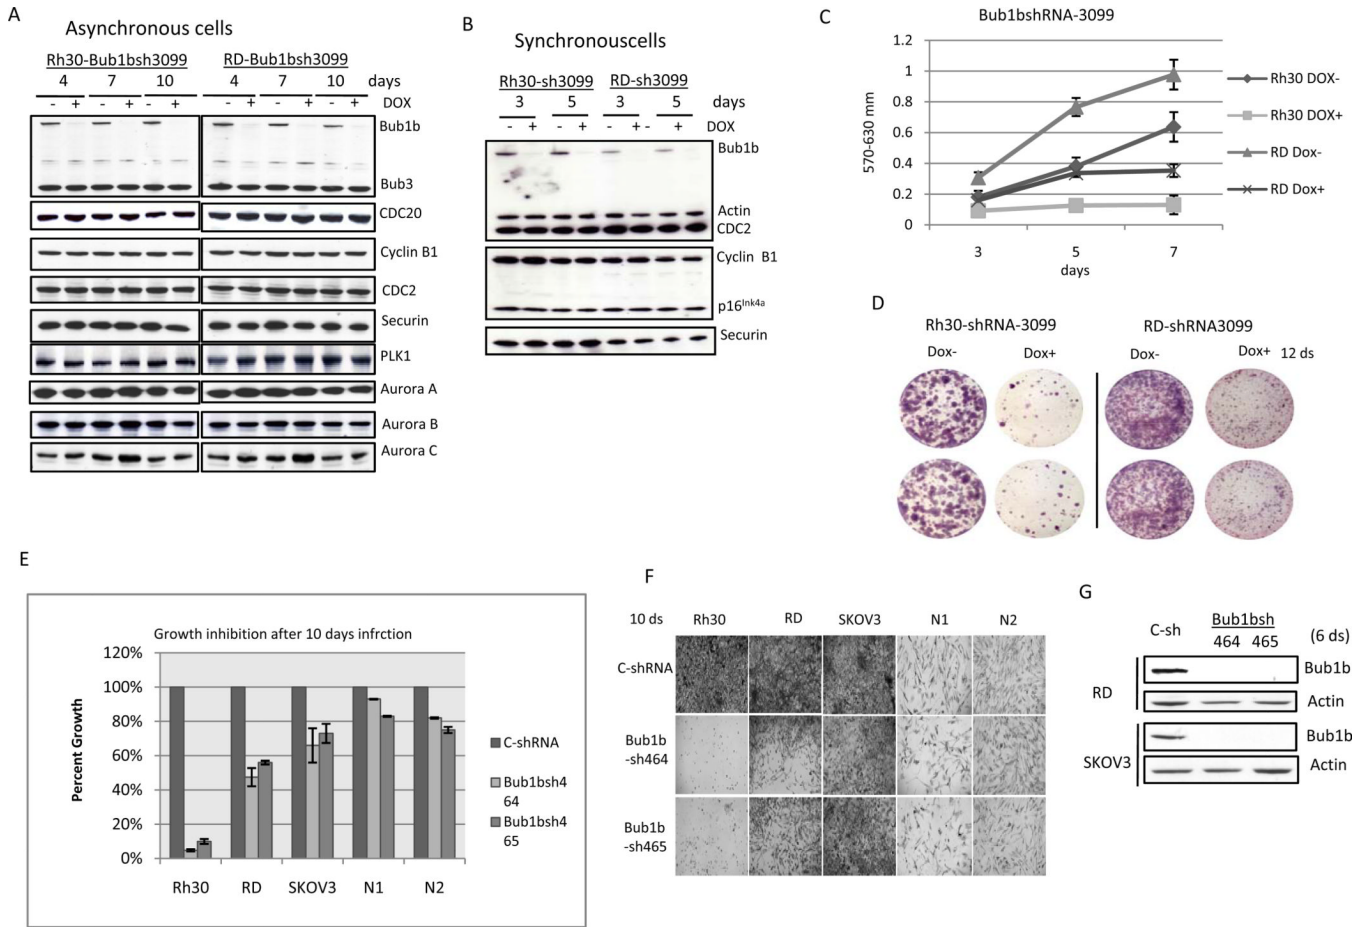 A
Asynchronous cells
Rh30-Bub1bsh3099 RD-Bub1bsh3099
4 7 10 4 7 10 days
- + - + - + - + - + - + DOX
Bub1b
Bub3
CDC20
Cyclin B1
CDC2
Securin
PLK1
Aurora A
Aurora B
Aurora C
B
Synchronouscells
Rh30-sh3099 RD-sh3099
3 5 3 5 days
- + - + - + - + DOX
Bub1b
Actin
CDC2
Cyclin B1
p16Ink4a
Securin
C
Bub1bshRNA-3099
1.2
1
0.8
0.6
0.4
0.2
0
570-630 mm
3 5 7
days
Rh30 DOX-
Rh30 DOX+
RD Dox-
RD Dox+
D
Rh30-shRNA-3099 RD-shRNA3099
Dox- Dox+ Dox- Dox+ 12 ds
E
Growth inhibition after 10 days infrction
120%
100%
80%
60%
40%
20%
0%
Percent Growth
Rh30 RD SKOV3 N1 N2
C-shRNA
Bub1bsh4
64
Bub1bsh4
65
F
10 ds Rh30 RD SKOV3 N1 N2
C-shRNA
Bub1b
-sh464
Bub1b
-sh465
G
C-sh Bub1bsh
464 465 (6 ds)
RD
Bub1b
Actin
SKOV3
Bub1b
Actin